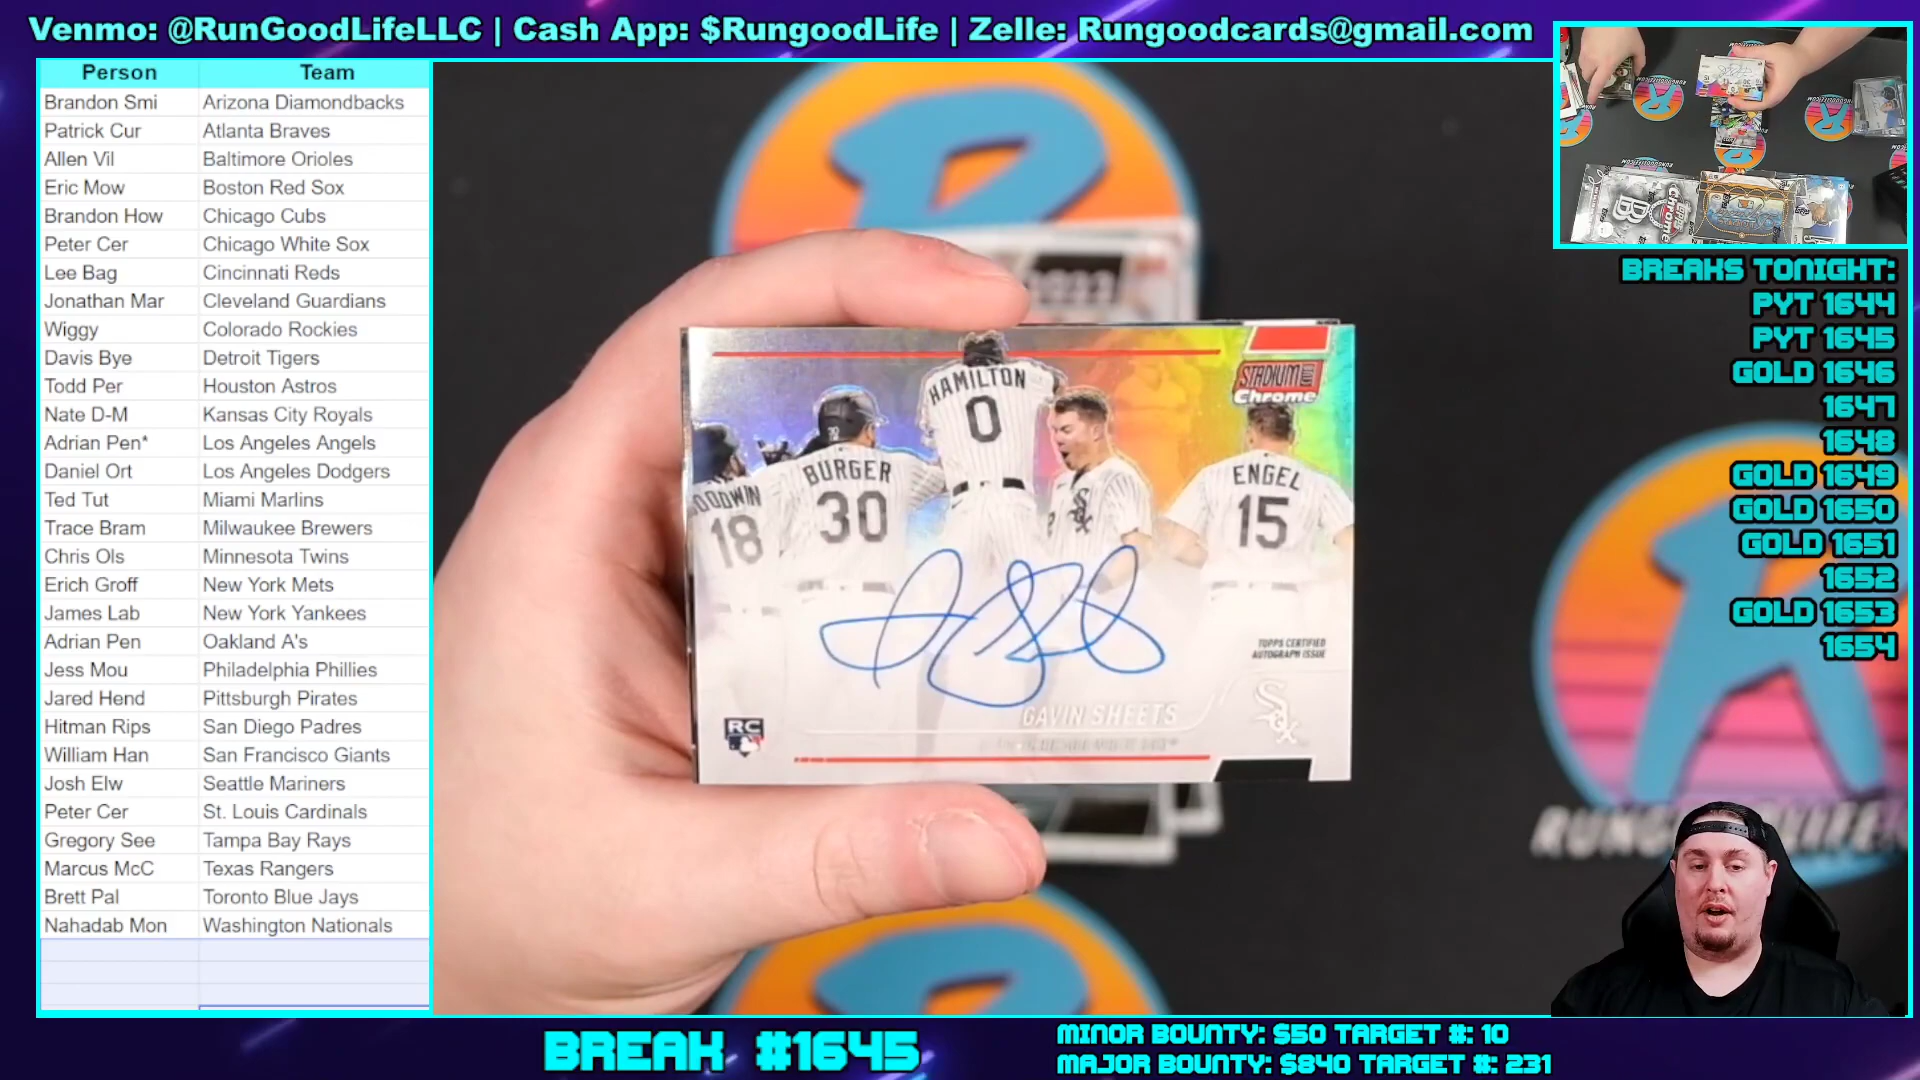 Venmo: @RunGoodLifeLLC | Cash App: $RungoodLife | Zelle: Rungoodcards@gmail.com
Person Team
Brandon Smi Arizona Diamondbacks
Patrick Cur Atlanta Braves
Allen Vil Baltimore Orioles
Eric Mow Boston Red Sox
Brandon How Chicago Cubs
Peter Cer Chicago White Sox
Lee Bag Cincinnati Reds
Jonathan Mar Cleveland Guardians
Wiggy Colorado Rockies
Davis Bye Detroit Tigers
Todd Per Houston Astros
Nate D-M Kansas City Royals
Adrian Pen* Los Angeles Angels
Daniel Ort Los Angeles Dodgers
Ted Tut Miami Marlins
Trace Bram Milwaukee Brewers
Chris Ols Minnesota Twins
Erich Groff New York Mets
James Lab New York Yankees
Adrian Pen Oakland A's
Jess Mou Philadelphia Phillies
Jared Hend Pittsburgh Pirates
Hitman Rips San Diego Padres
William Han San Francisco Giants
Josh Elw Seattle Mariners
Peter Cer St. Louis Cardinals
Gregory See Tampa Bay Rays
Marcus McC Texas Rangers
Brett Pal Toronto Blue Jays
Nahadab Mon Washington Nationals
STADIUM CLUB
Chrome
HAMILTON
0
BURGER
30
18
ENGEL
15
TOPPS CERTIFIED
AUTOGRAPH ISSUE
GAVIN SHEETS
RC
Sox
BREAKS TONIGHT:
PYT 1644
PYT 1645
GOLD 1646
1647
1648
GOLD 1649
GOLD 1650
GOLD 1651
1652
GOLD 1653
1654
BREAK #1645
MINOR BOUNTY: $50 TARGET #: 10
MAJOR BOUNTY: $840 TARGET #: 231